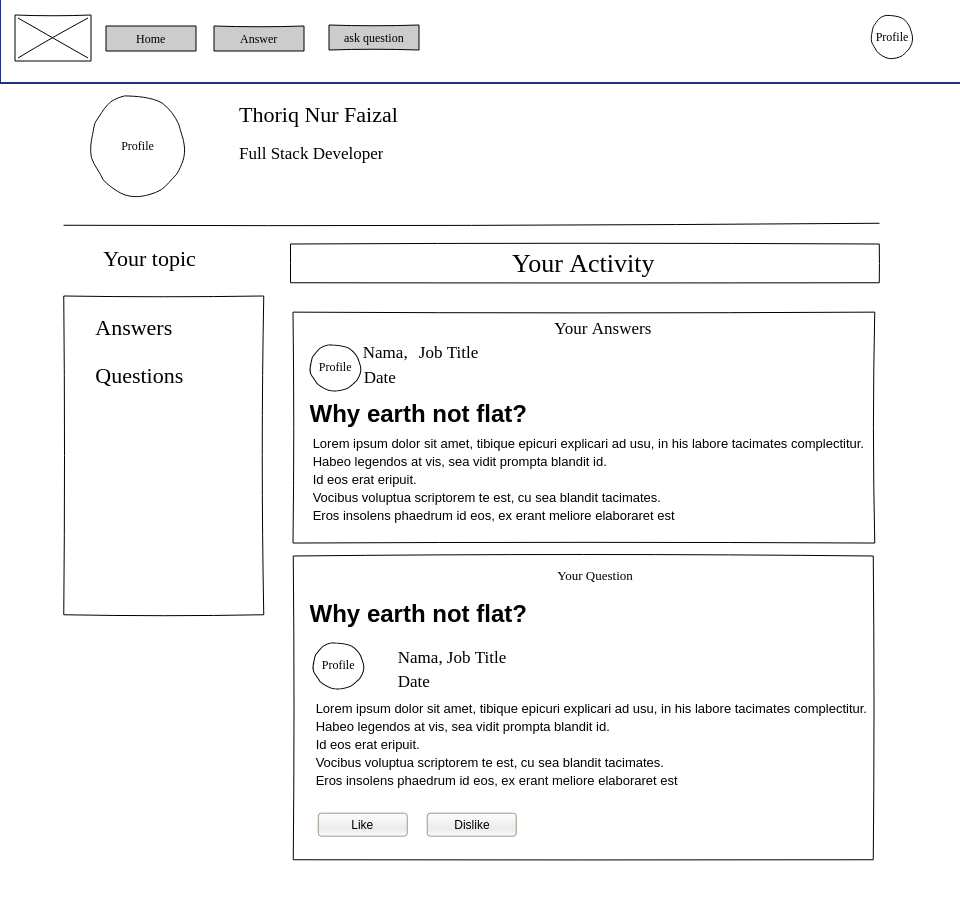 Home
Answer
ask question
Profile
Profile
Thoriq Nur Faizal
Full Stack Developer
Your topic
Answers
Questions
Your Activity
Your Answers
Profile
Nama, Job Title
Date
Why earth not flat?
Lorem ipsum dolor sit amet, tibique epicuri explicari ad usu, in his labore tacimates complectitur.
Habeo legendos at vis, sea vidit prompta blandit id.
Id eos erat eripuit.
Vocibus voluptua scriptorem te est, cu sea blandit tacimates.
Eros insolens phaedrum id eos, ex erant meliore elaboraret est
Your Question
Why earth not flat?
Profile
Nama, Job Title
Date
Lorem ipsum dolor sit amet, tibique epicuri explicari ad usu, in his labore tacimates complectitur.
Habeo legendos at vis, sea vidit prompta blandit id.
Id eos erat eripuit.
Vocibus voluptua scriptorem te est, cu sea blandit tacimates.
Eros insolens phaedrum id eos, ex erant meliore elaboraret est
Like
Dislike